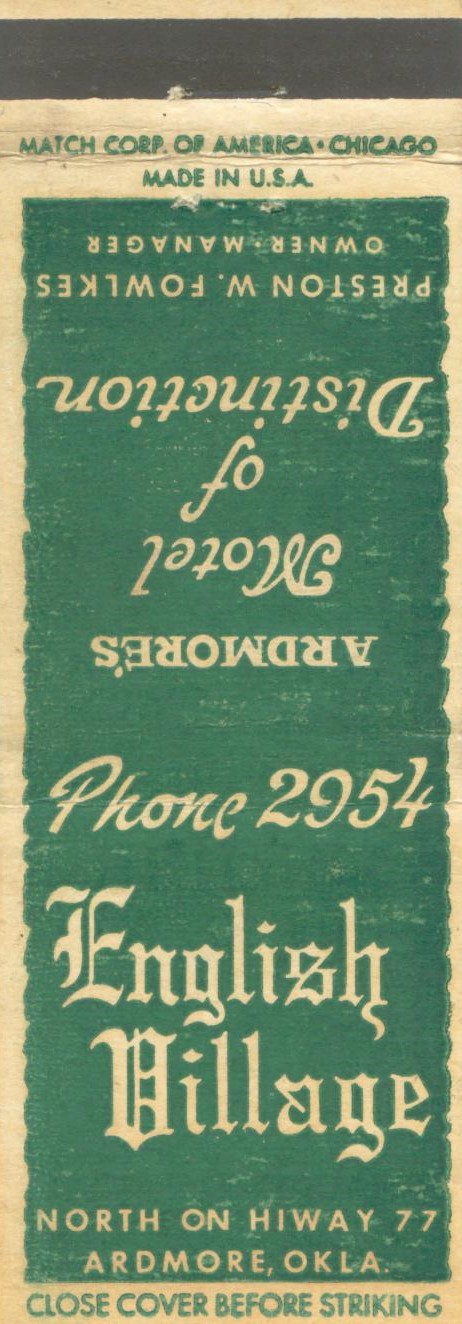 MATCH CORP. OF AMERICA • CHICAGO
MADE IN U.S.A.
ARDMORE'S
Motel
of
Distinction
PRESTON W. FOWLKES
OWNER-MANAGER
Phone 2954
English
Village
NORTH ON HIWAY 77
ARDMORE, OKLA.
CLOSE COVER BEFORE STRIKING